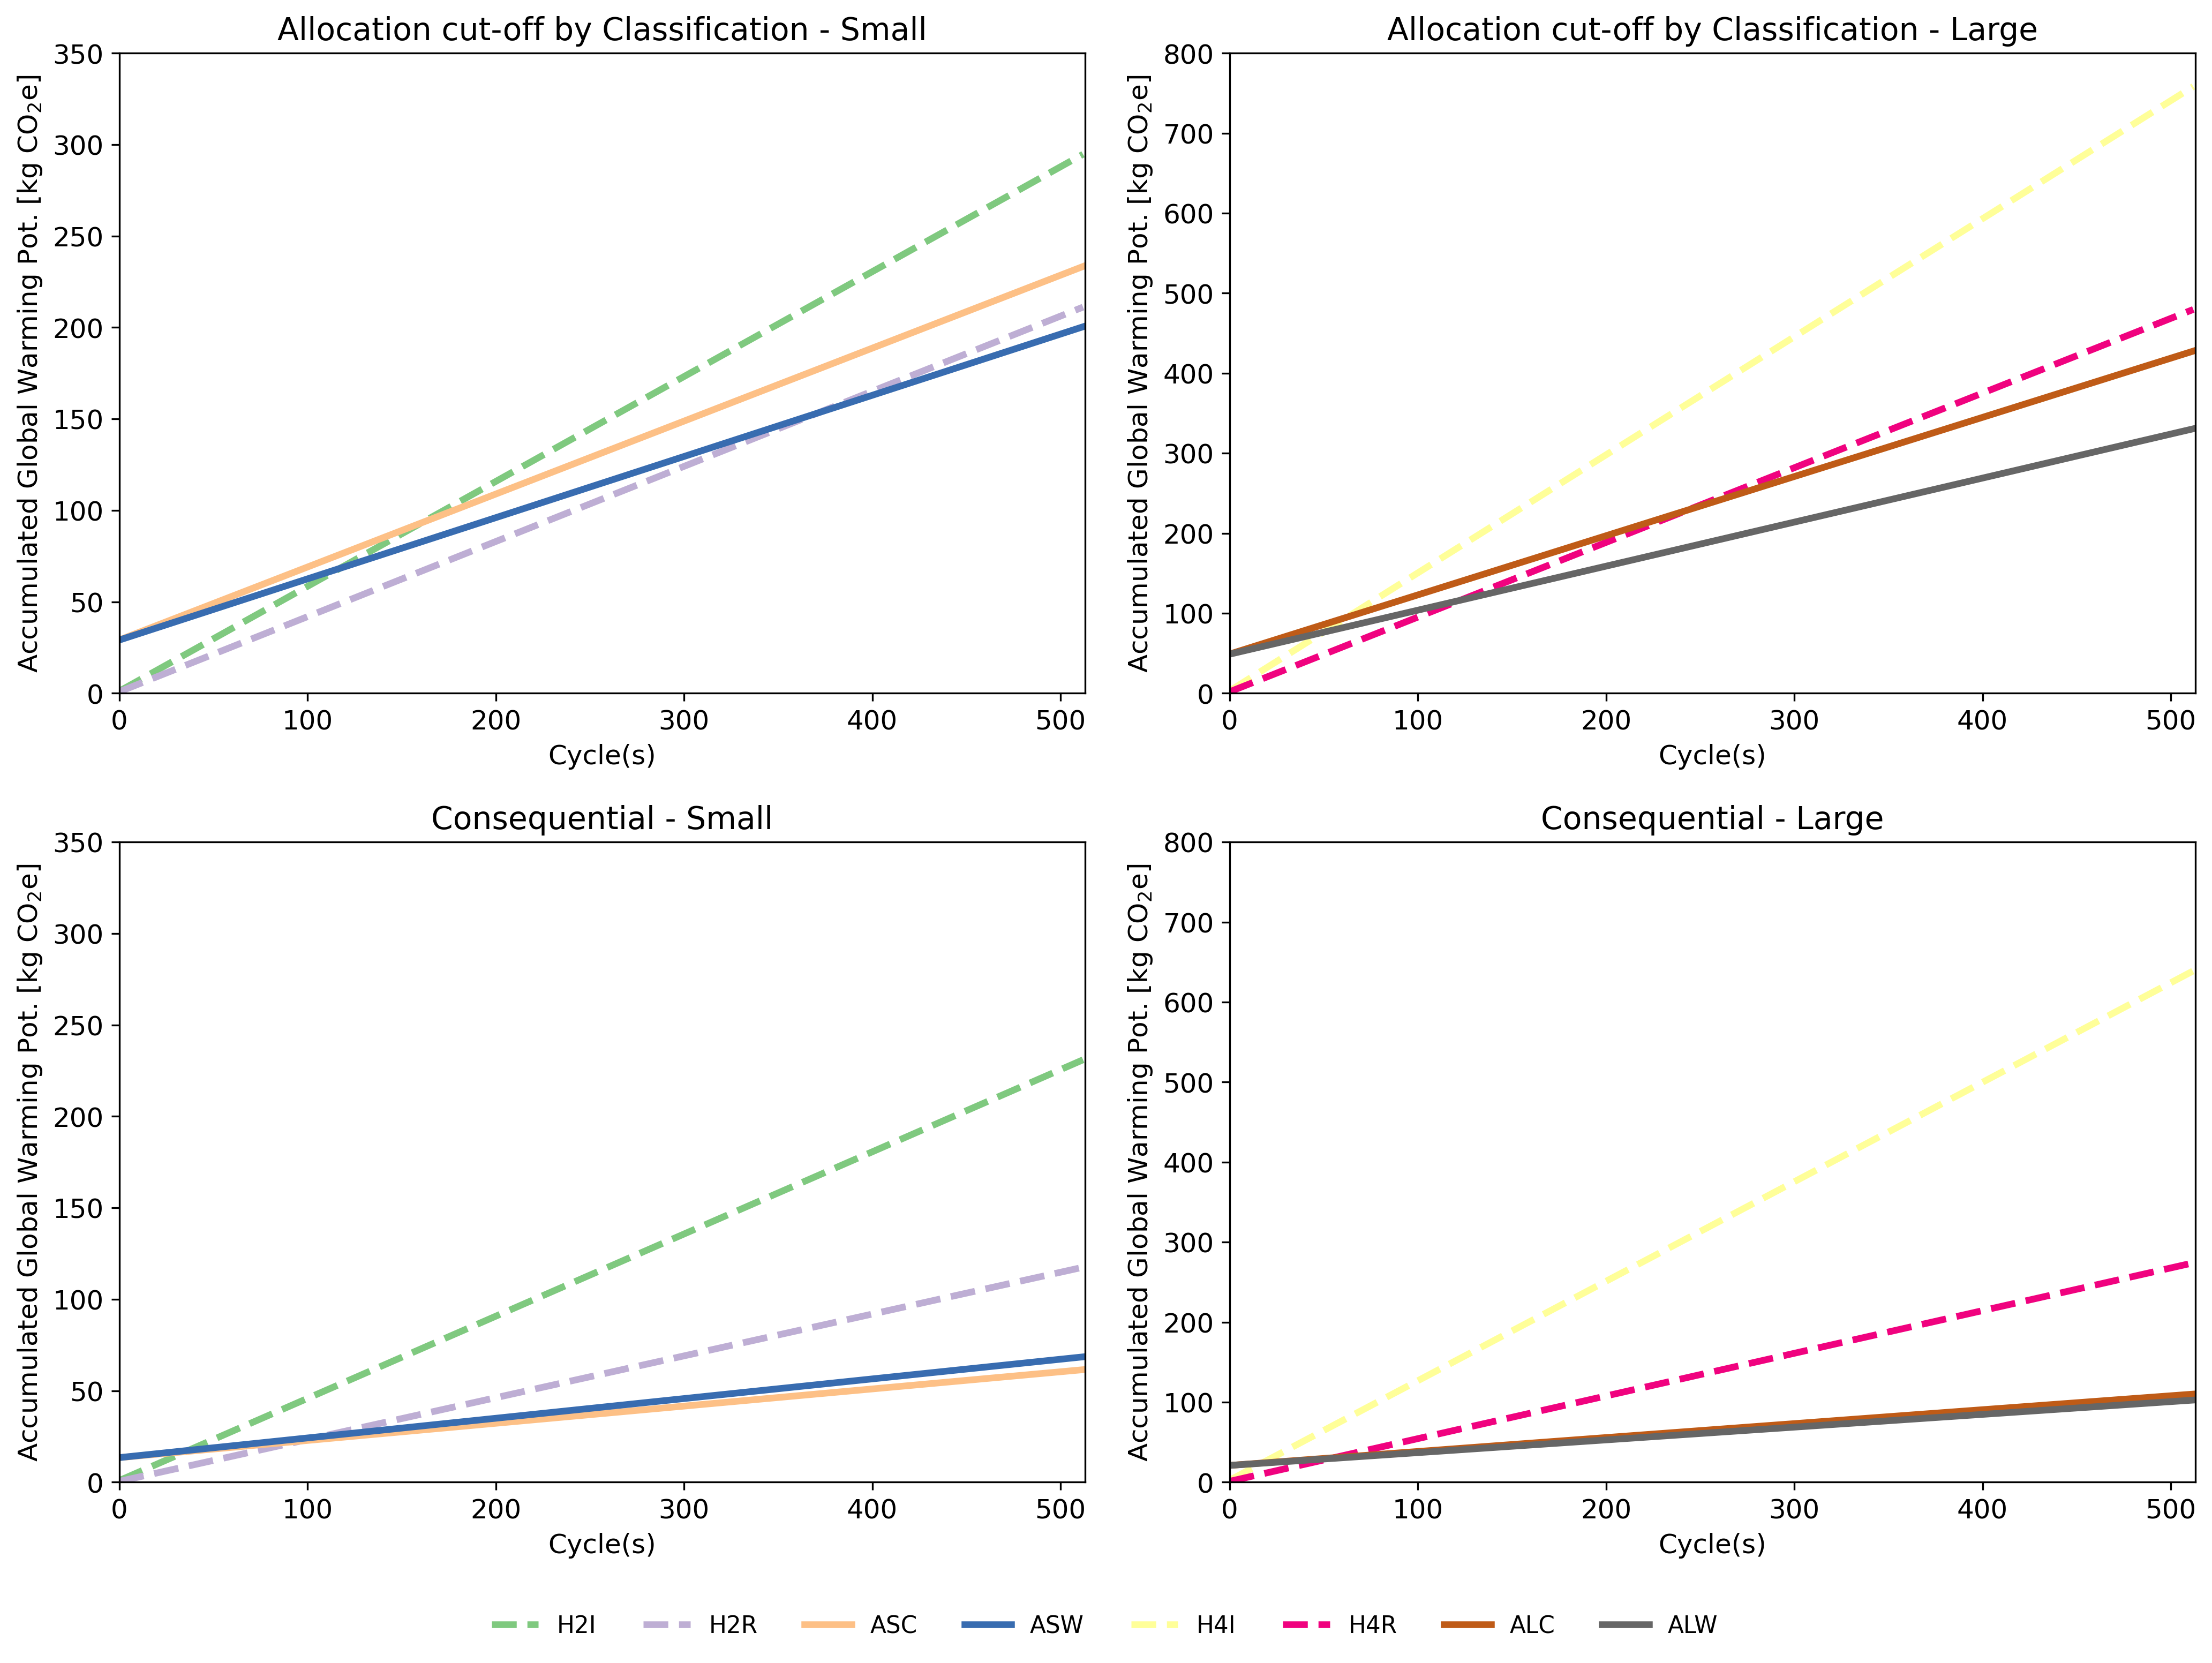 Allocation cut-off by Classification - Small
Accumulated Global Warming Pot. [kg CO₂e]
350
300
250
200
150
100
50
0
0 100 200 300 400 500
Cycle(s)
Allocation cut-off by Classification - Large
Accumulated Global Warming Pot. [kg CO₂e]
800
700
600
500
400
300
200
100
0
0 100 200 300 400 500
Cycle(s)
Consequential - Small
Accumulated Global Warming Pot. [kg CO₂e]
350
300
250
200
150
100
50
0
0 100 200 300 400 500
Cycle(s)
Consequential - Large
Accumulated Global Warming Pot. [kg CO₂e]
800
700
600
500
400
300
200
100
0
0 100 200 300 400 500
Cycle(s)
H2I H2R ASC ASW H4I H4R ALC ALW